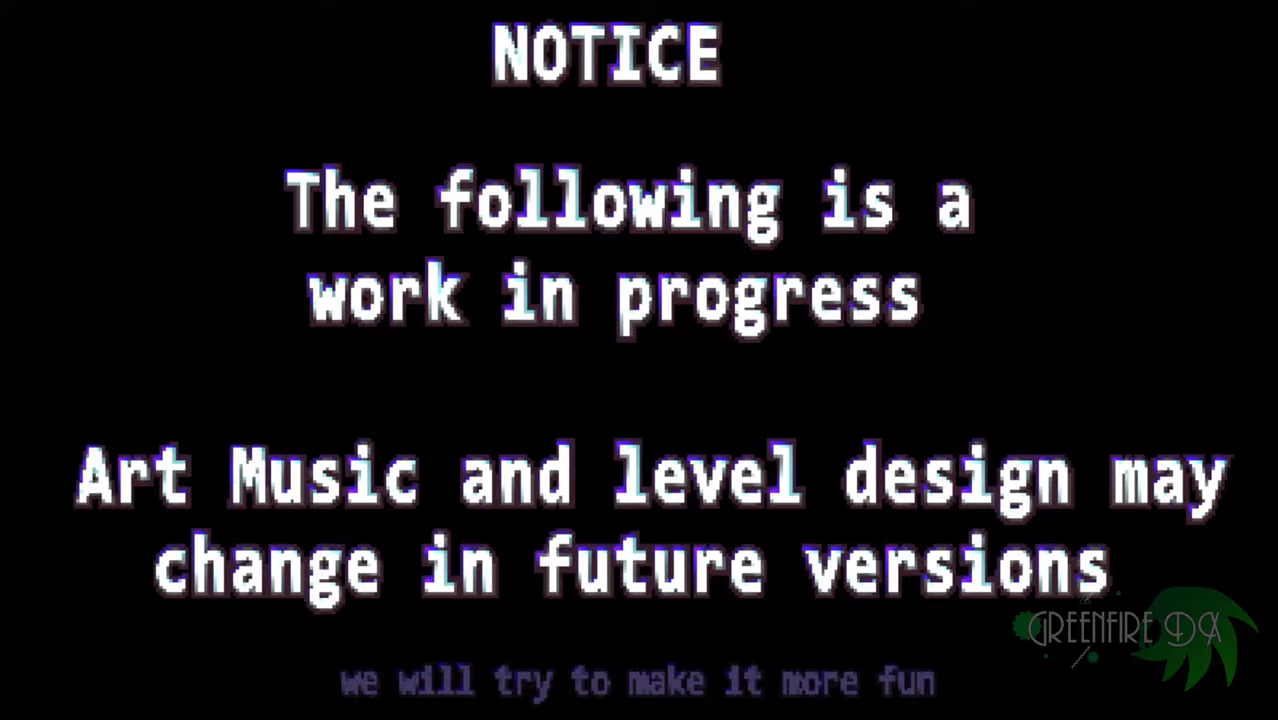 NOTICE
The following is a
work in progress
Art Music and level design may
change in future versions
GREENFIRE DX
we will try to make it more fun